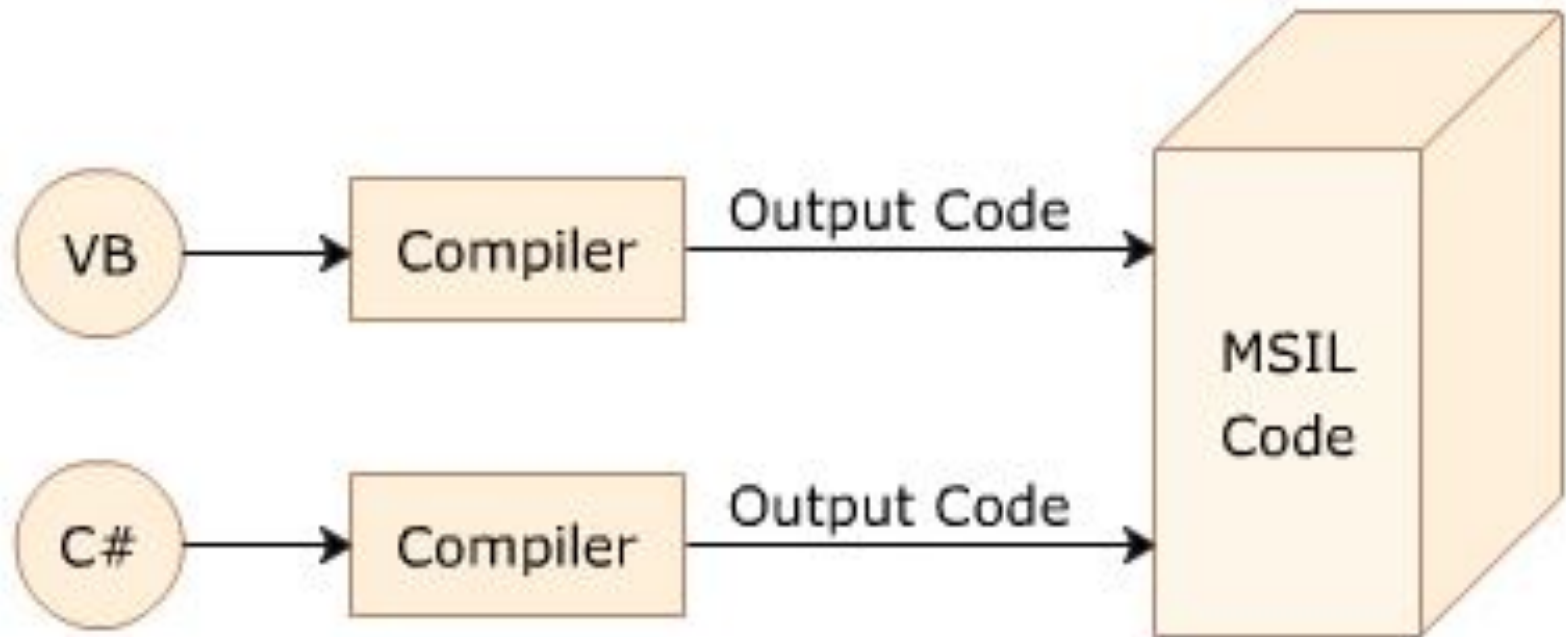 VB
Compiler
Output Code
MSIL
Code
C#
Compiler
Output Code